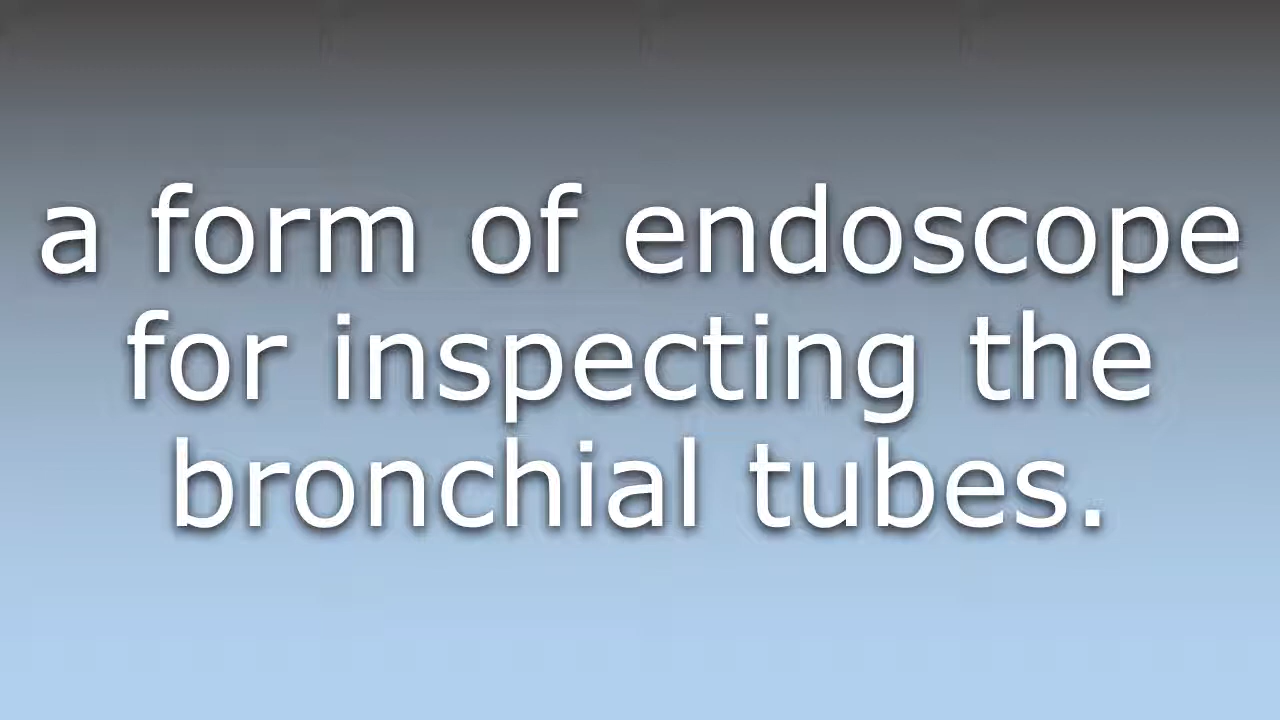 a form of endoscope
for inspecting the
bronchial tubes.